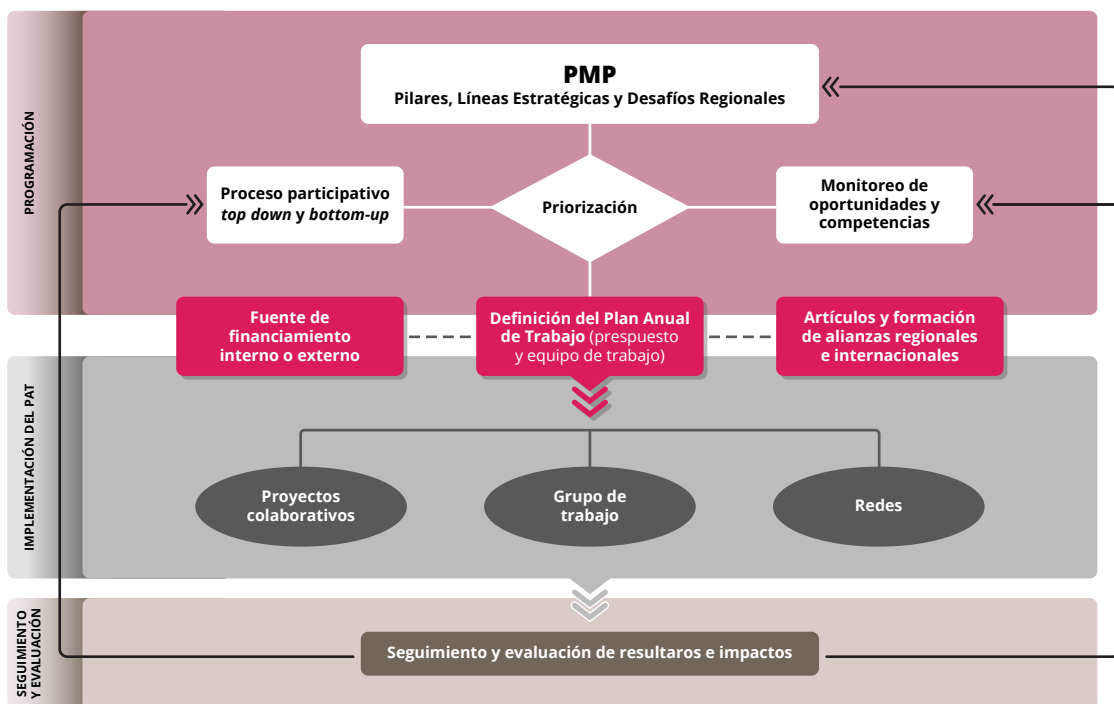 PROGRAMACIÓN
PMP
Pilares, Líneas Estratégicas y Desafíos Regionales
Proceso participativo
top down y bottom-up
Priorización
Monitoreo de
oportunidades y
competencias
Fuente de
financiamiento
interno o externo
Definición del Plan Anual
de Trabajo (prespuesto
y equipo de trabajo)
Artículos y formación
de alianzas regionales
e internacionales
IMPLEMENTACIÓN DEL PAT
Proyectos
colaborativos
Grupo de
trabajo
Redes
SEGUIMIENTO
Y EVALUACIÓN
Seguimiento y evaluación de resultaros e impactos